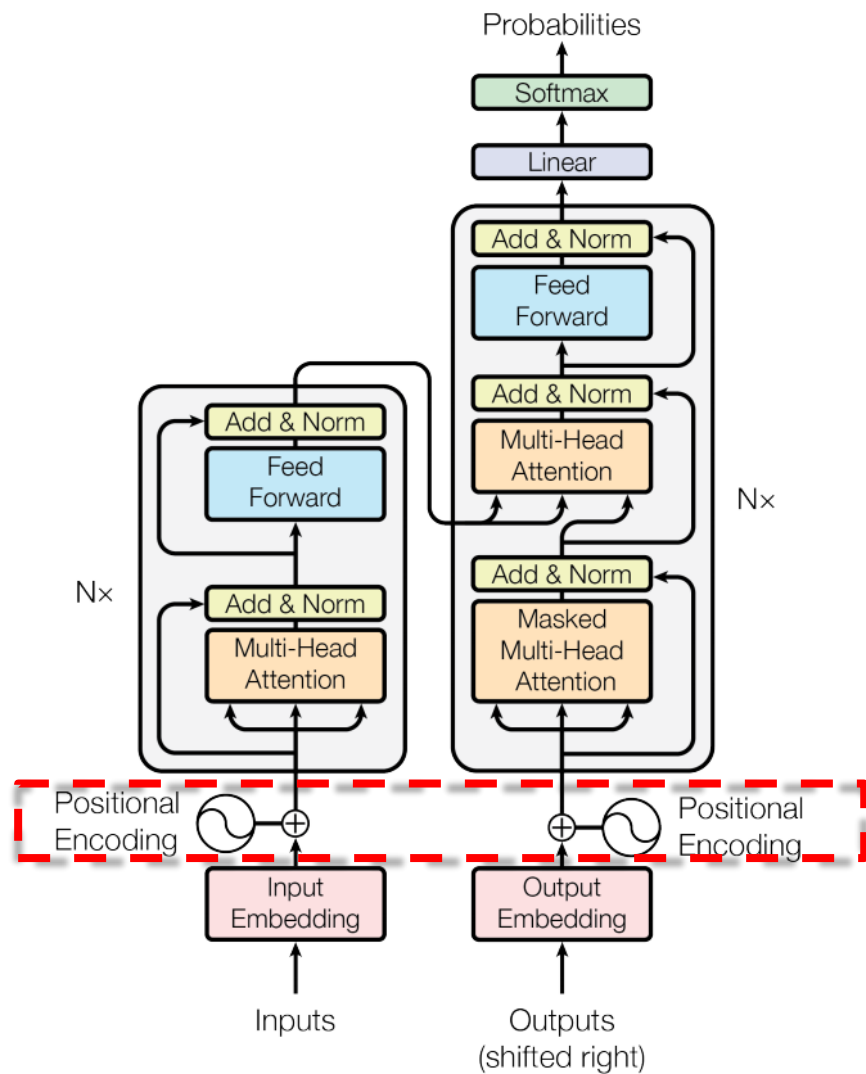 Probabilities
Softmax
Linear
Add & Norm
Feed
Forward
Add & Norm
Multi-Head
Attention
Add & Norm
Masked
Multi-Head
Attention
N×
Add & Norm
Feed
Forward
Add & Norm
Multi-Head
Attention
N×
Positional
Encoding
Positional
Encoding
Input
Embedding
Output
Embedding
Inputs
Outputs
(shifted right)